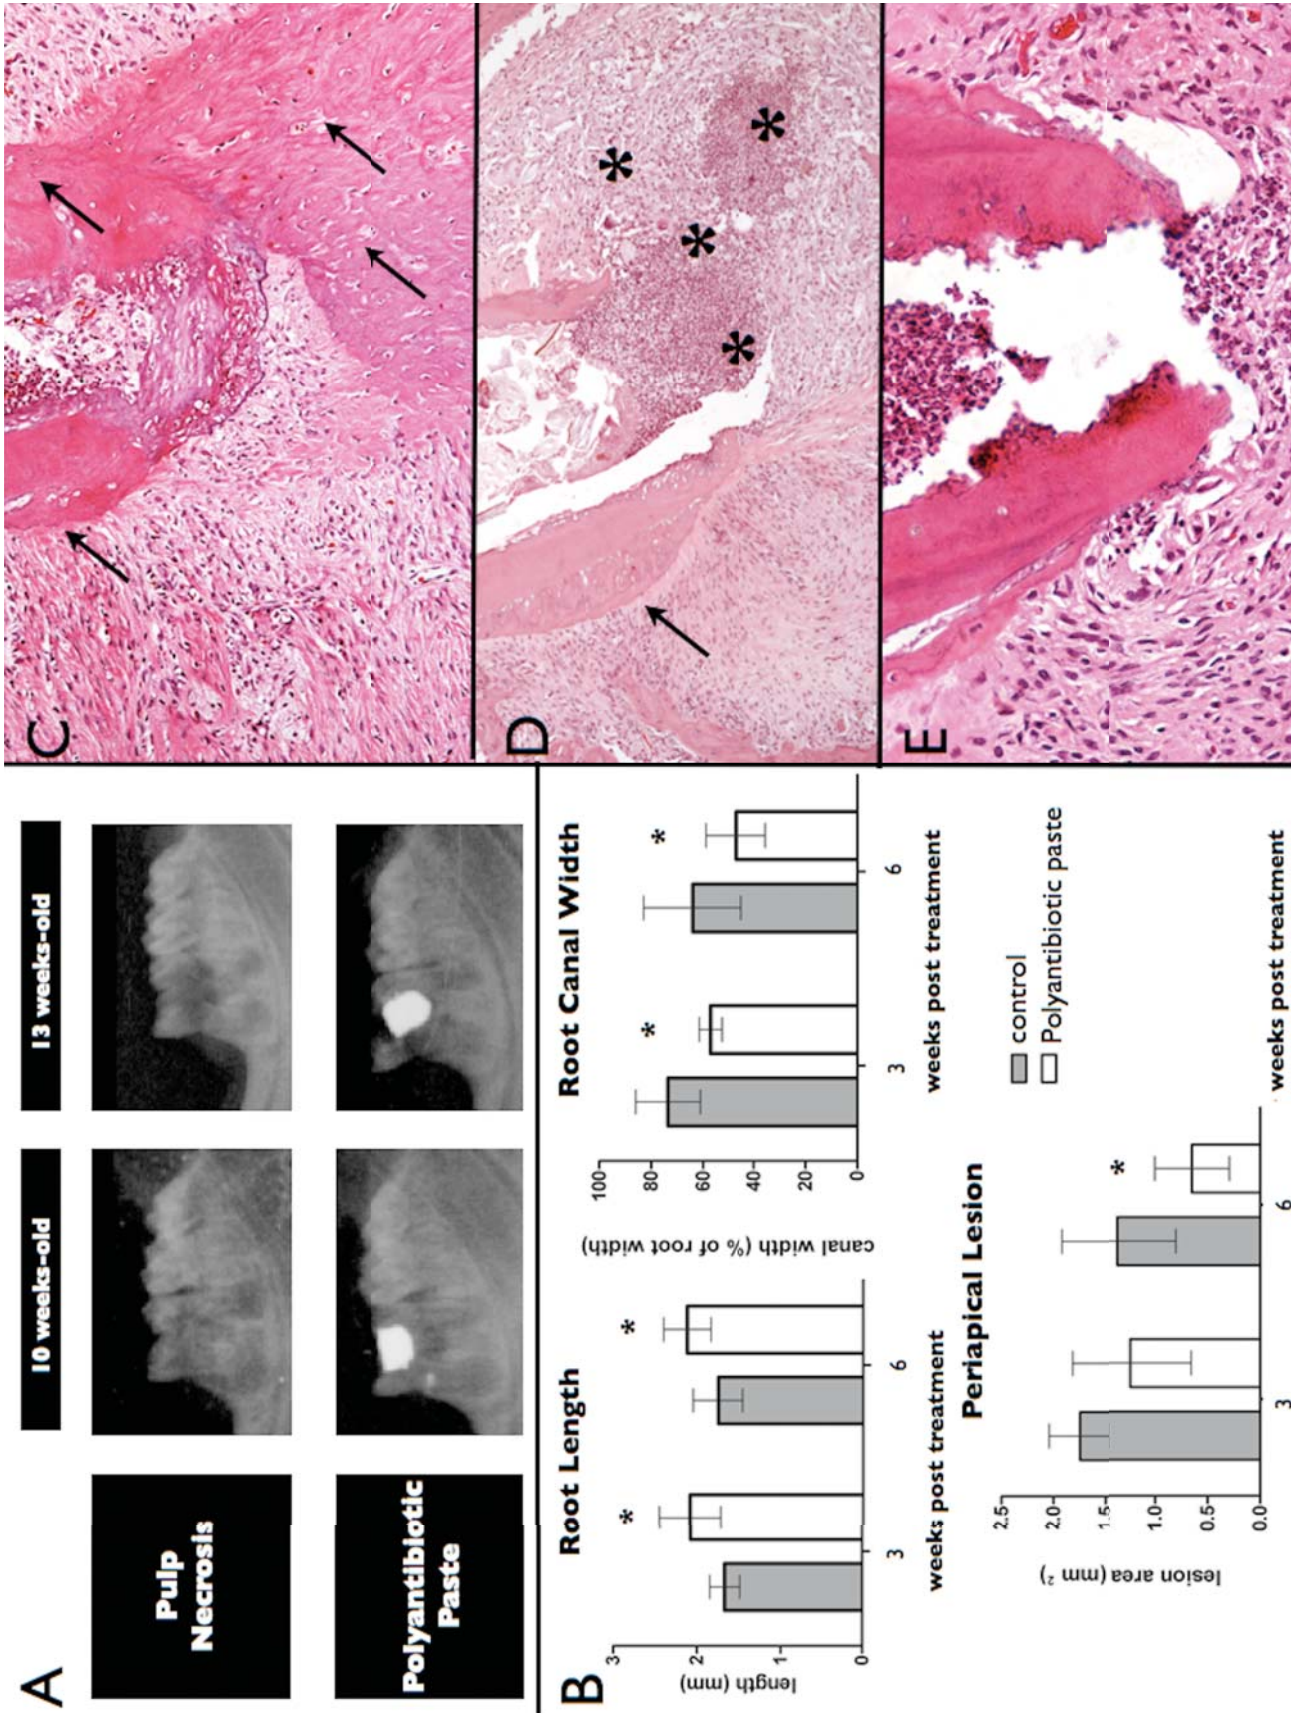 A
10 weeks-old
13 weeks-old
Pulp
Necrosis
Polyantibiotic
Paste
B
Root Length
length (mm)
3
2
1
0
*
*
3
6
weeks post treatment
Root Canal Width
canal width (% of root width)
100
80
60
40
20
0
*
*
3
6
weeks post treatment
Periapical Lesion
lesion area (mm ²)
2.5
2.0
1.5
1.0
0.5
0.0
*
3
6
weeks post treatment
control
Polyantibiotic paste
C
D
*
*
*
*
E